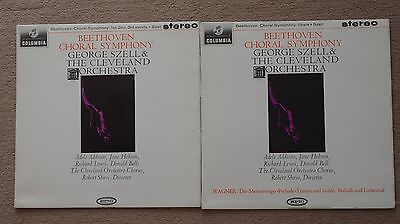 Beethoven: Choral Symphony: 1st, 2nd, 3rd mvmts. • Szell
stereo
COLUMBIA
BEETHOVEN
CHORAL SYMPHONY
GEORGE SZELL &
THE CLEVELAND
ORCHESTRA
Adele Addison, Jane Hobson,
Richard Lewis, Donald Bell;
The Cleveland Orchestra Chorus,
Robert Shaw, Director
EPIC
Beethoven: Choral Symphony: Finale • Szell
stereo
COLUMBIA
BEETHOVEN
CHORAL SYMPHONY
GEORGE SZELL &
THE CLEVELAND
ORCHESTRA
Adele Addison, Jane Hobson,
Richard Lewis, Donald Bell;
The Cleveland Orchestra Chorus,
Robert Shaw, Director
WAGNER: Die Meistersinger-Prelude • Tristan und Isolde: Prelude and Liebestod
EPIC